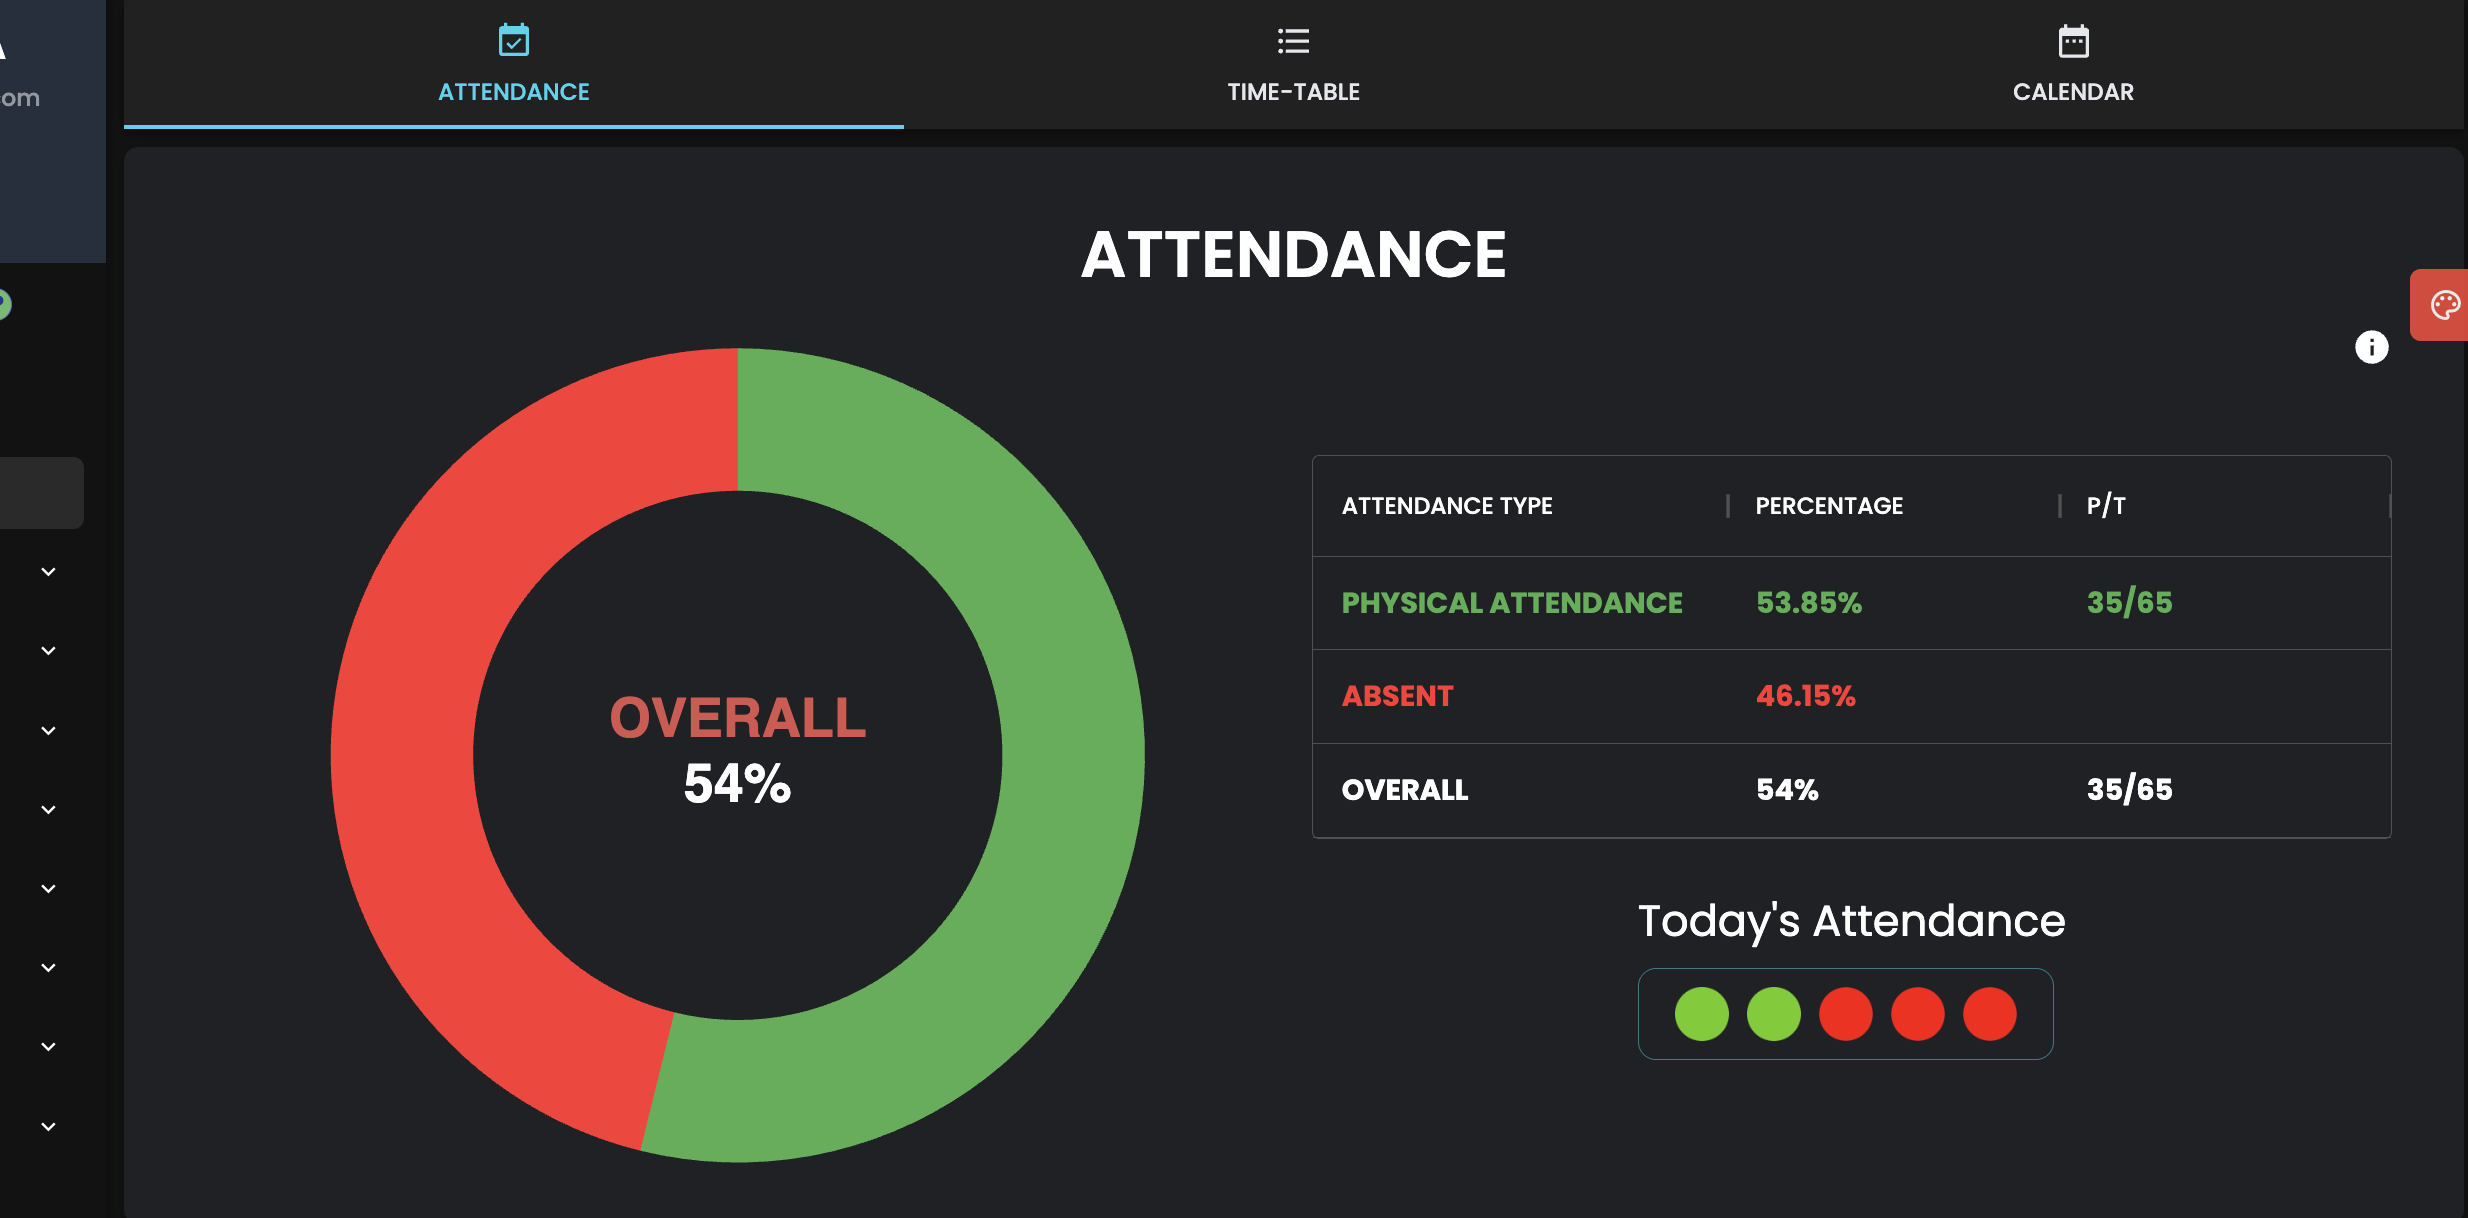 com
ATTENDANCE
TIME-TABLE
CALENDAR
ATTENDANCE
OVERALL
54%
ATTENDANCE TYPE PERCENTAGE P/T
PHYSICAL ATTENDANCE 53.85% 35/65
ABSENT 46.15%
OVERALL 54% 35/65
Today's Attendance